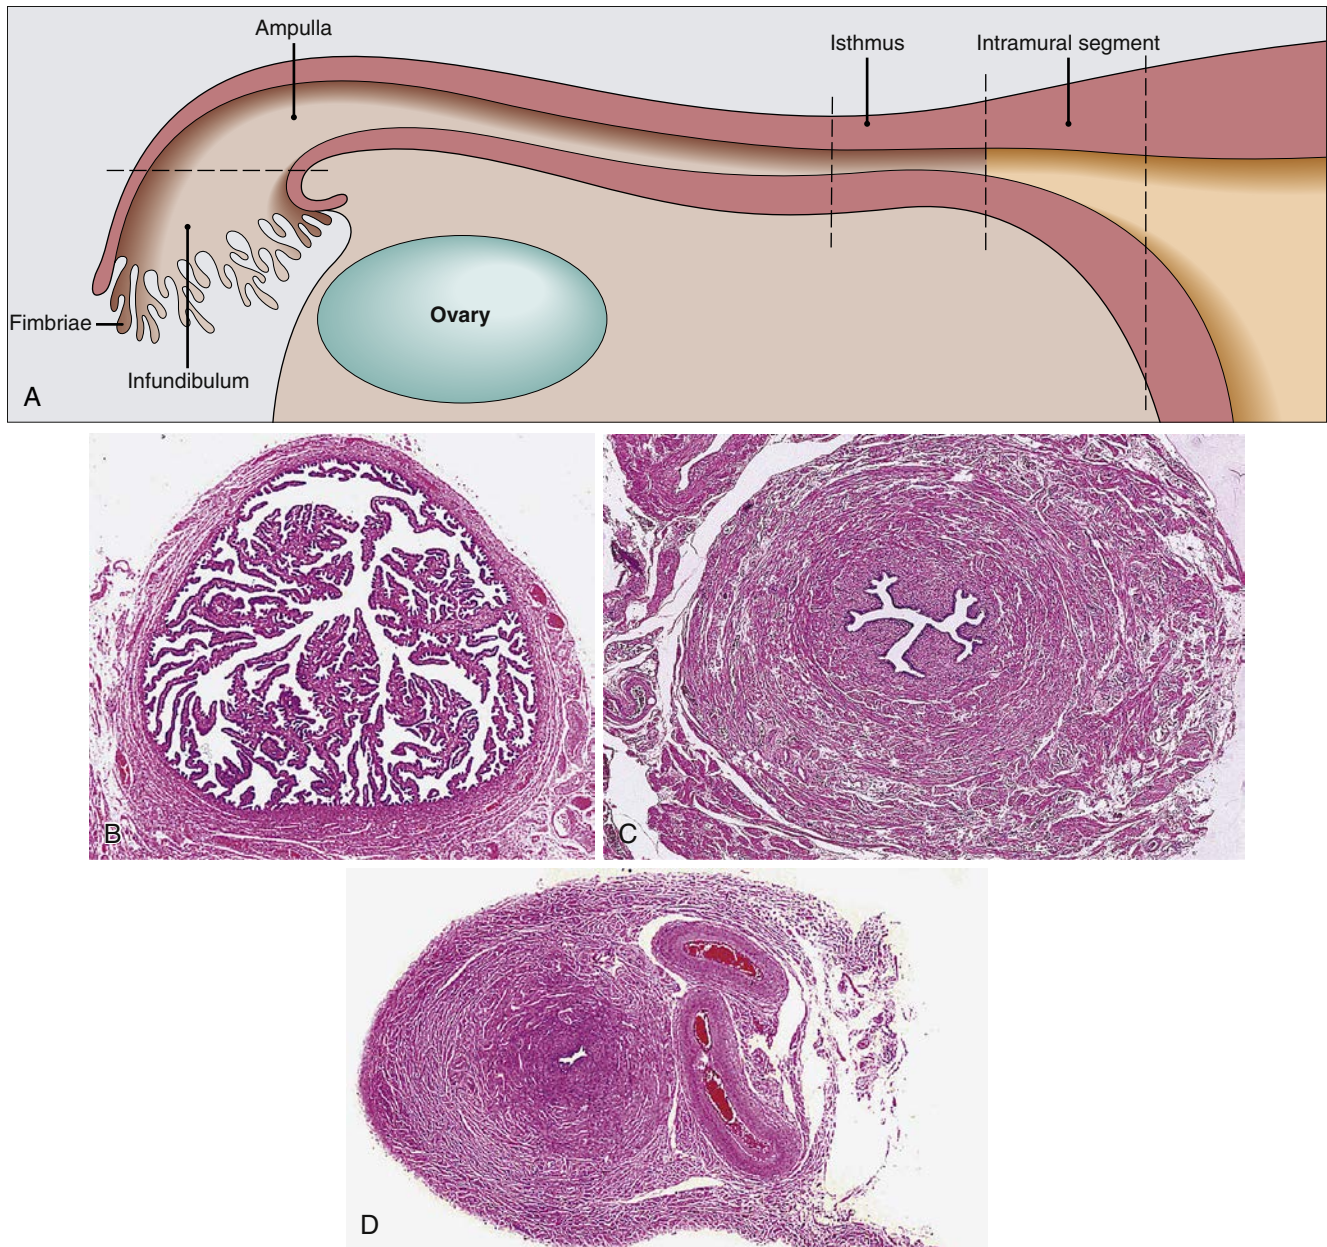 Ampulla
Isthmus
Intramural segment
Fimbriae
Ovary
Infundibulum
A
B
C
D